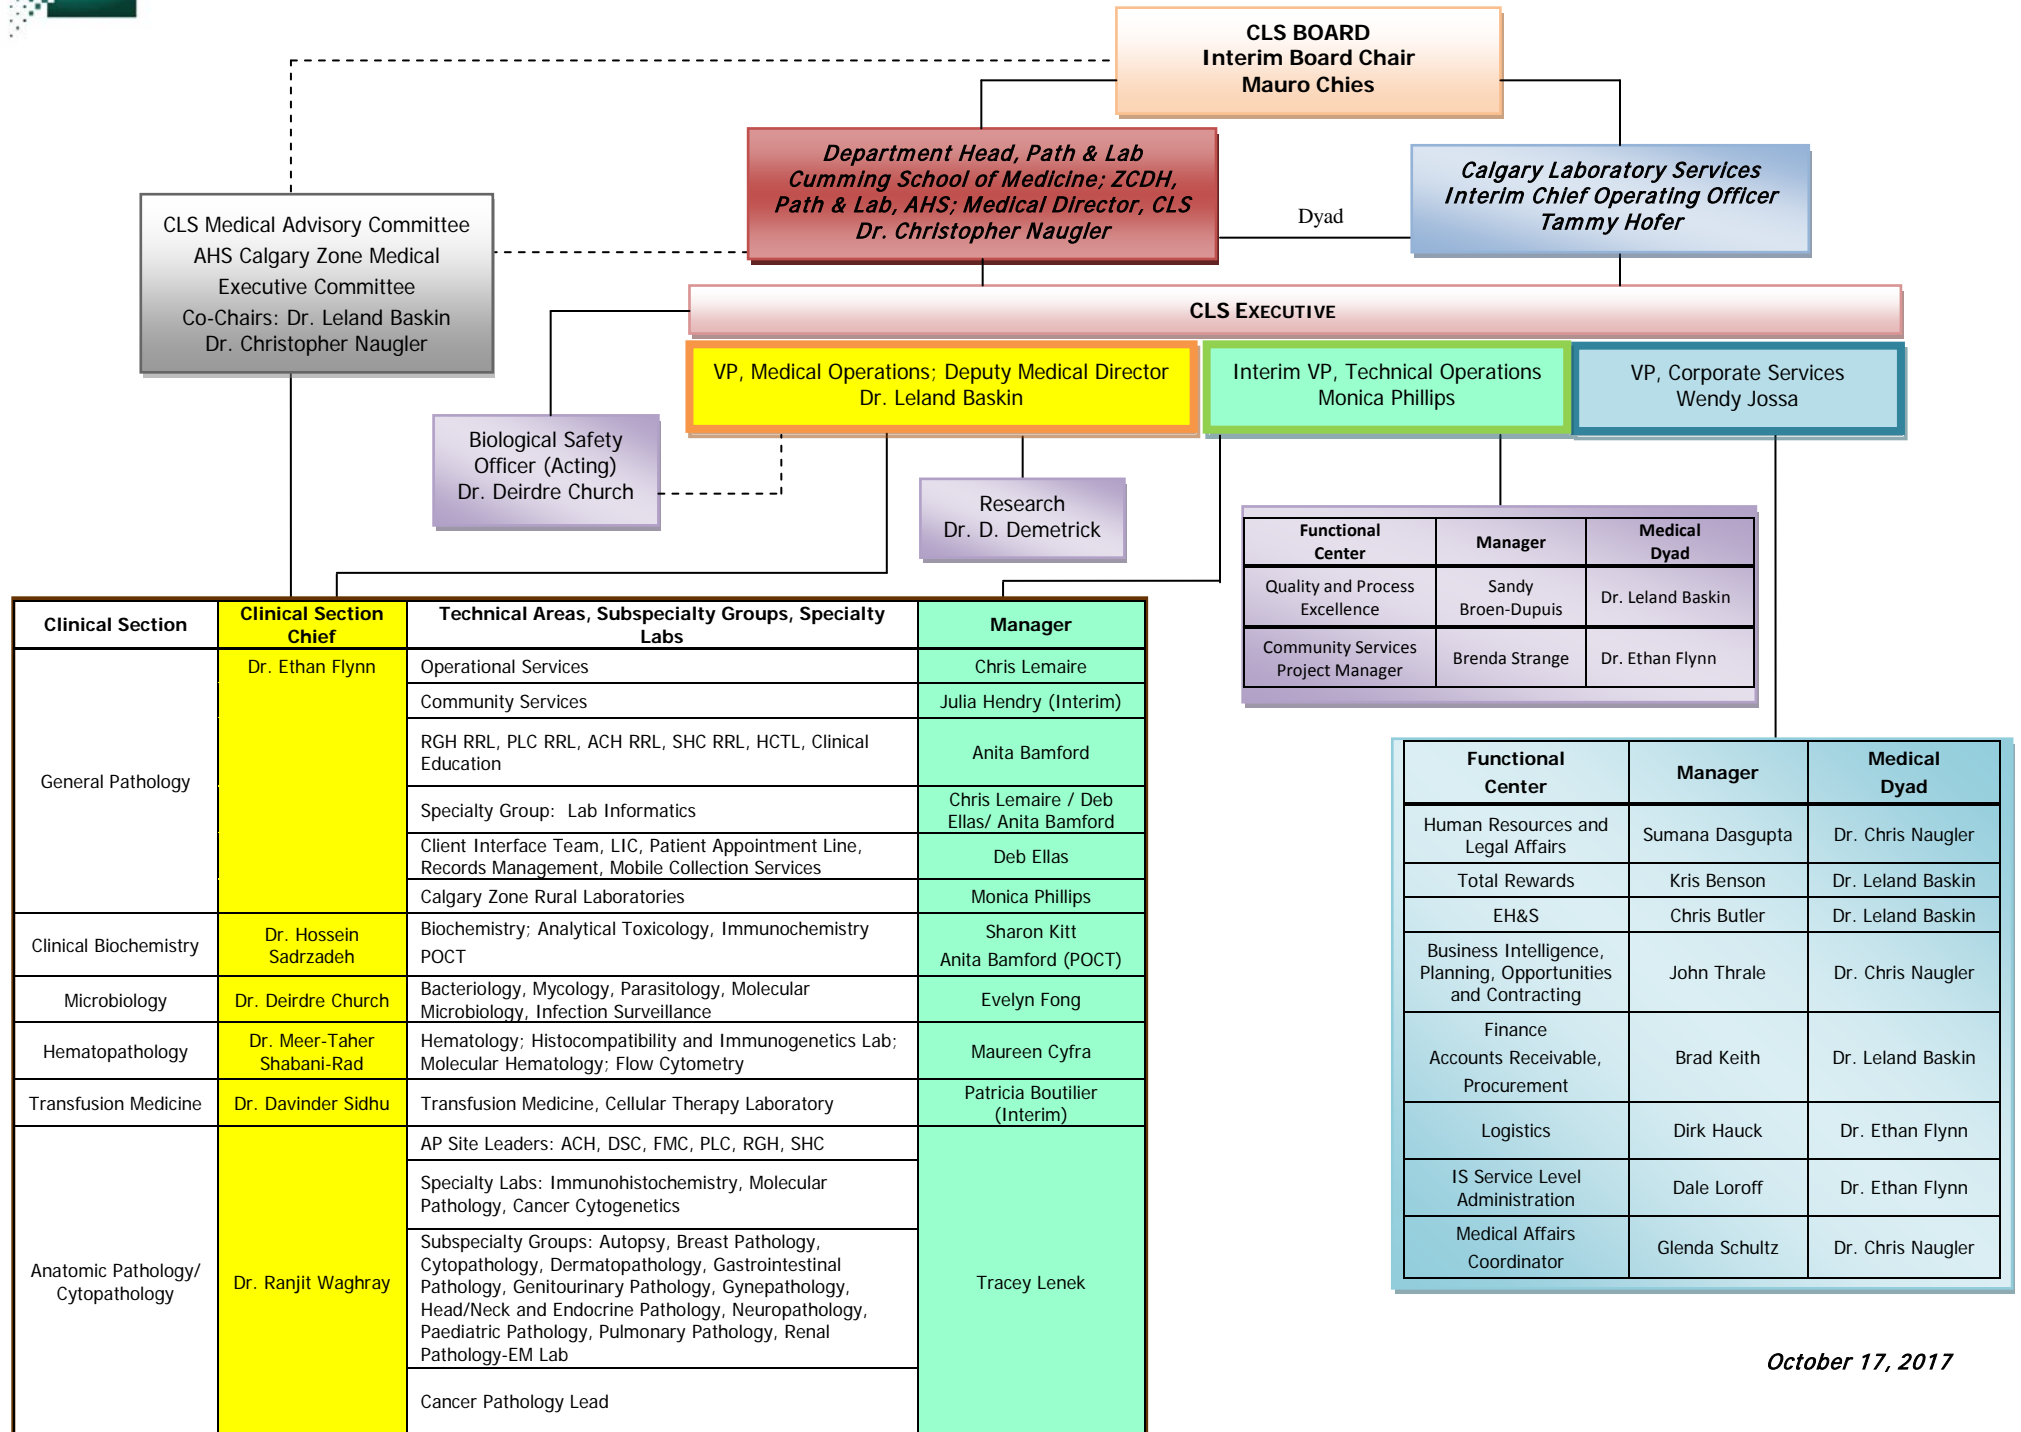 CLS BOARD
Interim Board Chair
Mauro Chies
Department Head, Path & Lab
Cumming School of Medicine; ZCDH,
Path & Lab, AHS; Medical Director, CLS
Dr. Christopher Naugler
Dyad
Calgary Laboratory Services
Interim Chief Operating Officer
Tammy Hofer
CLS Medical Advisory Committee
AHS Calgary Zone Medical
Executive Committee
Co-Chairs: Dr. Leland Baskin
Dr. Christopher Naugler
CLS EXECUTIVE
VP, Medical Operations; Deputy Medical Director
Dr. Leland Baskin
Interim VP, Technical Operations
Monica Phillips
VP, Corporate Services
Wendy Jossa
Biological Safety
Officer (Acting)
Dr. Deirdre Church
Research
Dr. D. Demetrick
Functional
Center
Manager
Medical
Dyad
Quality and Process
Excellence
Sandy
Broen-Dupuis
Dr. Leland Baskin
Community Services
Project Manager
Brenda Strange
Dr. Ethan Flynn
Clinical Section
Clinical Section
Chief
Technical Areas, Subspecialty Groups, Specialty
Labs
Manager
General Pathology
Dr. Ethan Flynn
Operational Services
Chris Lemaire
Community Services
Julia Hendry (Interim)
RGH RRL, PLC RRL, ACH RRL, SHC RRL, HCTL, Clinical
Education
Anita Bamford
Specialty Group:  Lab Informatics
Chris Lemaire / Deb
Ellas/ Anita Bamford
Client Interface Team, LIC, Patient Appointment Line,
Records Management, Mobile Collection Services
Deb Ellas
Calgary Zone Rural Laboratories
Monica Phillips
Clinical Biochemistry
Dr. Hossein
Sadrzadeh
Biochemistry; Analytical Toxicology, Immunochemistry
POCT
Sharon Kitt
Anita Bamford (POCT)
Microbiology
Dr. Deirdre Church
Bacteriology, Mycology, Parasitology, Molecular
Microbiology, Infection Surveillance
Evelyn Fong
Hematopathology
Dr. Meer-Taher
Shabani-Rad
Hematology; Histocompatibility and Immunogenetics Lab;
Molecular Hematology; Flow Cytometry
Maureen Cyfra
Transfusion Medicine
Dr. Davinder Sidhu
Transfusion Medicine, Cellular Therapy Laboratory
Patricia Boutilier
(Interim)
Anatomic Pathology/
Cytopathology
Dr. Ranjit Waghray
AP Site Leaders: ACH, DSC, FMC, PLC, RGH, SHC
Specialty Labs: Immunohistochemistry, Molecular
Pathology, Cancer Cytogenetics
Subspecialty Groups: Autopsy, Breast Pathology,
Cytopathology, Dermatopathology, Gastrointestinal
Pathology, Genitourinary Pathology, Gynepathology,
Head/Neck and Endocrine Pathology, Neuropathology,
Paediatric Pathology, Pulmonary Pathology, Renal
Pathology-EM Lab
Cancer Pathology Lead
Tracey Lenek
Functional
Center
Manager
Medical
Dyad
Human Resources and
Legal Affairs
Sumana Dasgupta
Dr. Chris Naugler
Total Rewards
Kris Benson
Dr. Leland Baskin
EH&S
Chris Butler
Dr. Leland Baskin
Business Intelligence,
Planning, Opportunities
and Contracting
John Thrale
Dr. Chris Naugler
Finance
Accounts Receivable,
Procurement
Brad Keith
Dr. Leland Baskin
Logistics
Dirk Hauck
Dr. Ethan Flynn
IS Service Level
Administration
Dale Loroff
Dr. Ethan Flynn
Medical Affairs
Coordinator
Glenda Schultz
Dr. Chris Naugler
October 17, 2017